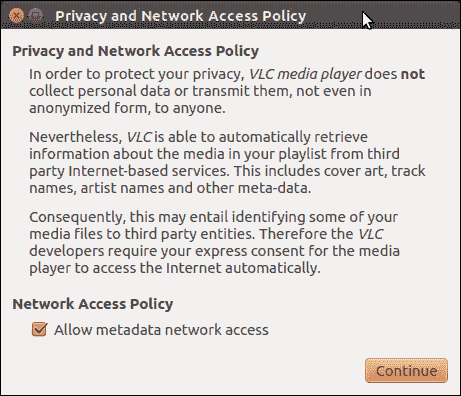 Privacy and Network Access Policy
Privacy and Network Access Policy
In order to protect your privacy, VLC media player does not
collect personal data or transmit them, not even in
anonymized form, to anyone.
Nevertheless, VLC is able to automatically retrieve
information about the media in your playlist from third
party Internet-based services. This includes cover art, track
names, artist names and other meta-data.
Consequently, this may entail identifying some of your
media files to third party entities. Therefore the VLC
developers require your express consent for the media
player to access the Internet automatically.
Network Access Policy
Allow metadata network access
Continue